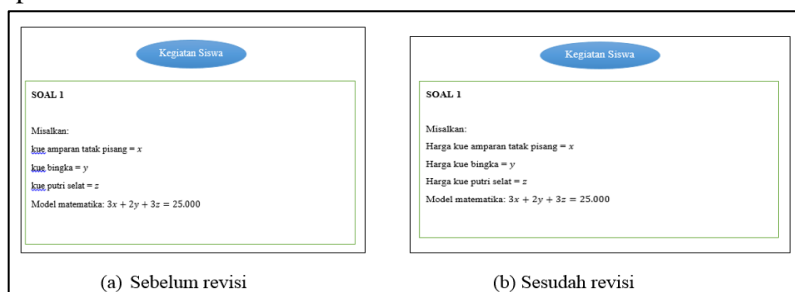 Kegiatan Siswa
SOAL 1
Misalkan:
kue amparan tatak pisang = x
kue bingka = y
kue putri selat = z
Model matematika: 3x + 2y + 3z = 25.000
(a) Sebelum revisi
Kegiatan Siswa
SOAL 1
Misalkan:
Harga kue amparan tatak pisang = x
Harga kue bingka = y
Harga kue putri selat = z
Model matematika: 3x + 2y + 3z = 25.000
(b) Sesudah revisi